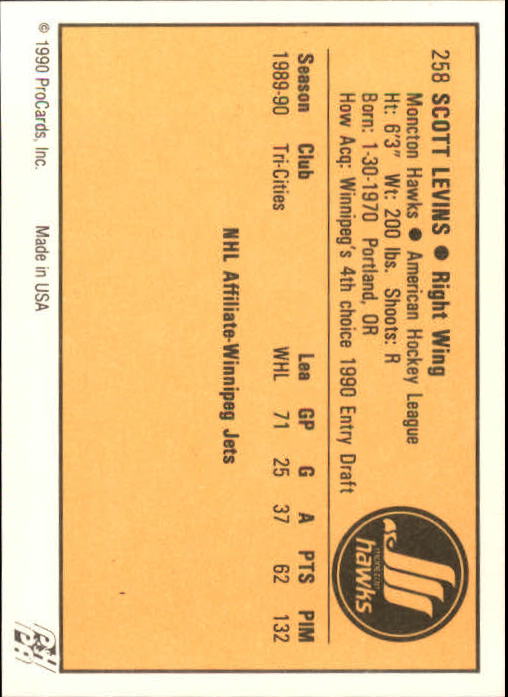 258 SCOTT LEVINS ● Right Wing
Moncton Hawks ● American Hockey League
Ht: 6'3" Wt: 200 lbs. Shoots: R
Born: 1-30-1970 Portland, OR
How Acq: Winnipeg's 4th choice 1990 Entry Draft
MONCTON
hawks
Season Club Lea GP G A PTS PIM
1989-90 Tri-Cities WHL 71 25 37 62 132
NHL Affiliate-Winnipeg Jets
© 1990 ProCards, Inc. Made in USA